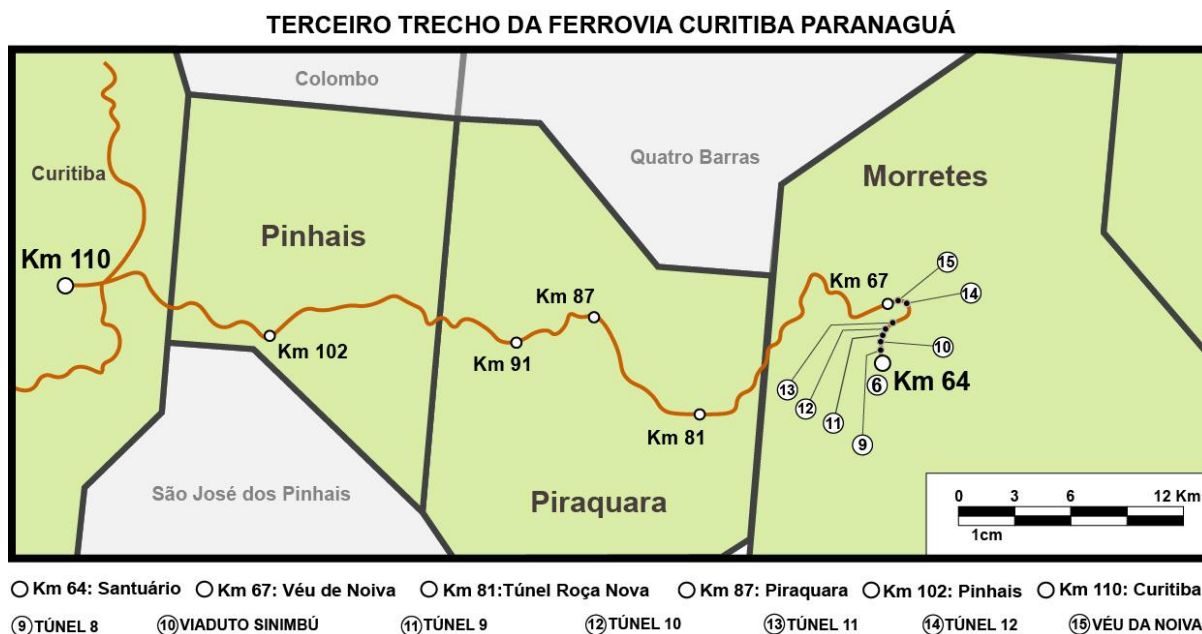 TERCEIRO TRECHO DA FERROVIA CURITIBA PARANAGUÁ
Colombo
Quatro Barras
Curitiba
Morretes
Pinhais
Km 110
Km 67
15
14
Km 87
Km 102
Km 91
10
13
6
Km 64
12
11
Km 81
9
São José dos Pinhais
Piraquara
0 3 6 12 Km
1cm
Km 64: Santuário Km 67: Véu de Noiva Km 81:Túnel Roça Nova Km 87: Piraquara Km 102: Pinhais Km 110: Curitiba
9 TÚNEL 8 10 VIADUTO SINIMBÚ 11 TÚNEL 9 12 TÚNEL 10 13 TÚNEL 11 14 TÚNEL 12 15 VÉU DA NOIVA